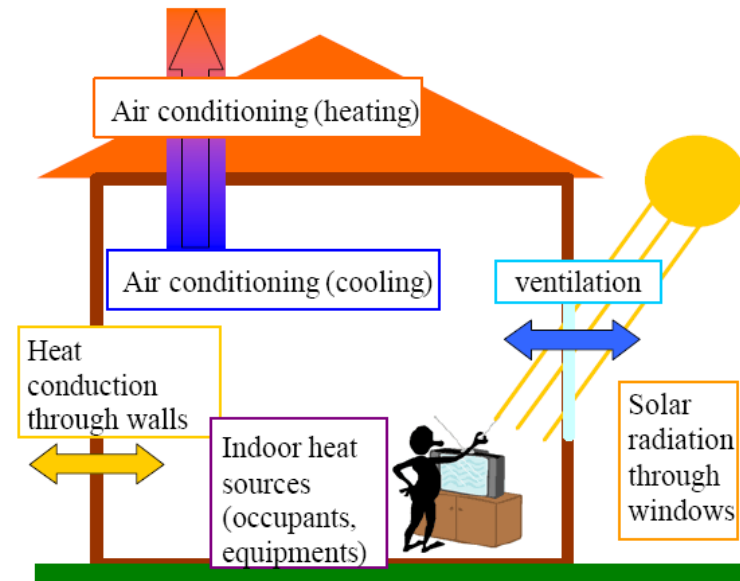 Air conditioning (heating)
Air conditioning (cooling)
ventilation
Heat
conduction
through walls
Indoor heat
sources
(occupants,
equipments)
Solar
radiation
through
windows